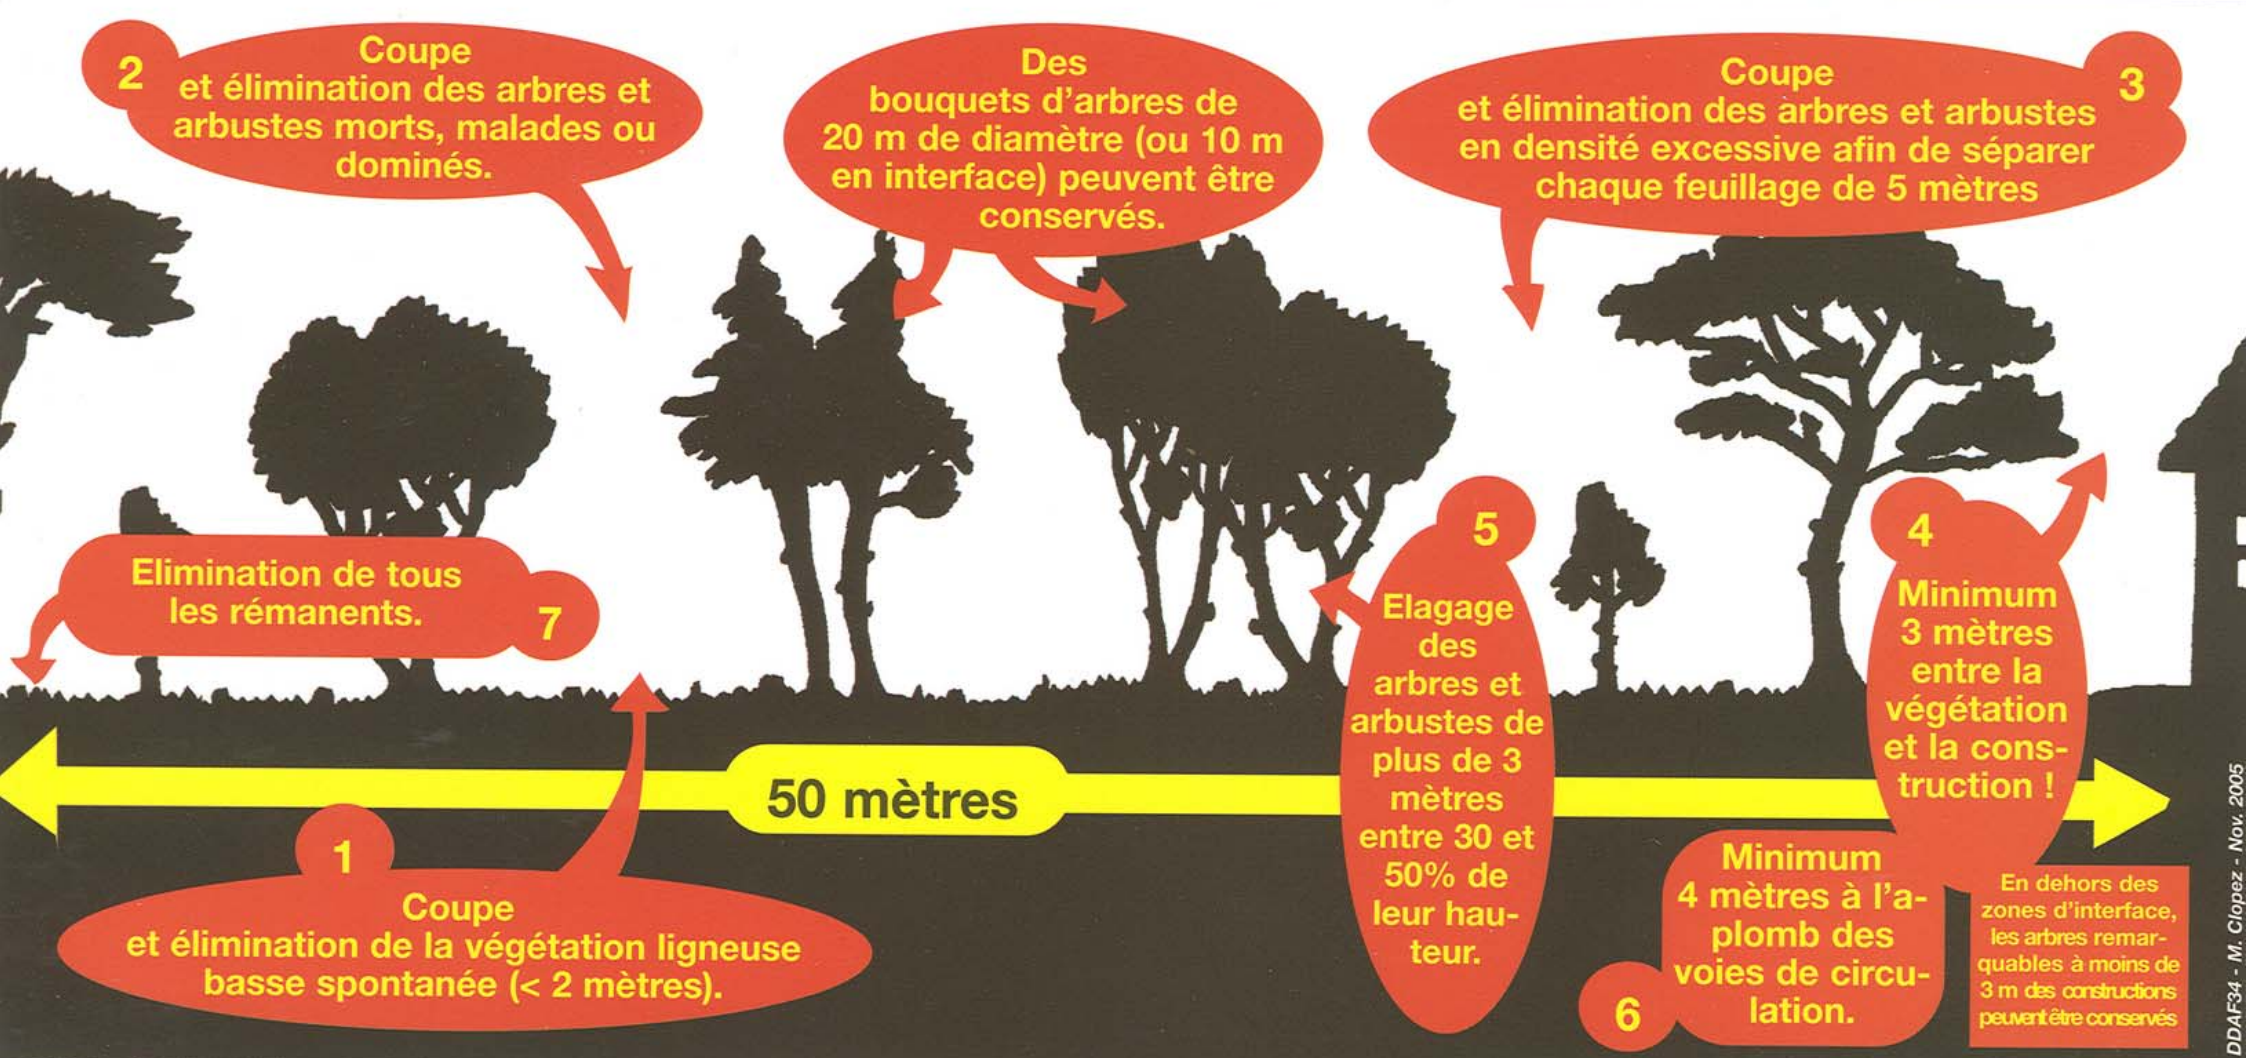 2
Coupe
et élimination des arbres et
arbustes morts, malades ou
dominés.
Des
bouquets d'arbres de
20 m de diamètre (ou 10 m
en interface) peuvent être
conservés.
3
Coupe
et élimination des arbres et arbustes
en densité excessive afin de séparer
chaque feuillage de 5 mètres
Elimination de tous
les rémanents.
7
5
Elagage
des
arbres et
arbustes de
plus de 3
mètres
entre 30 et
50% de
leur hau-
teur.
4
Minimum
3 mètres
entre la
végétation
et la cons-
truction !
50 mètres
1
Coupe
et élimination de la végétation ligneuse
basse spontanée (< 2 mètres).
6
Minimum
4 mètres à l'a-
plomb des
voies de circu-
lation.
En dehors des
zones d'interface,
les arbres remar-
quables à moins de
3 m des constructions
peuvent être conservés
DDAF34 - M. Clopez - Nov. 2005